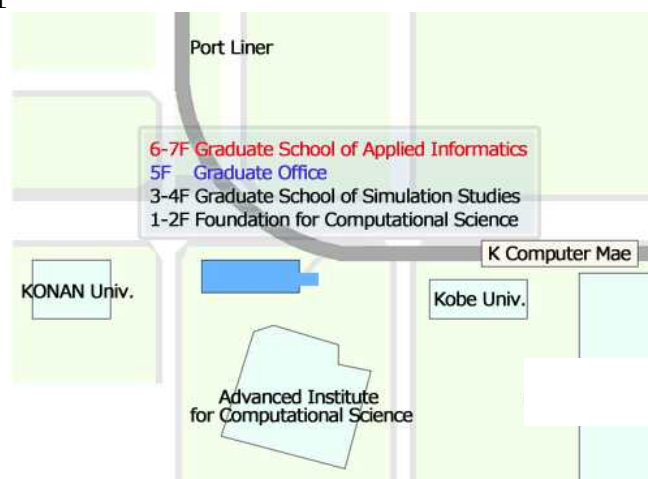 Port Liner
6-7F Graduate School of Applied Informatics
5F Graduate Office
3-4F Graduate School of Simulation Studies
1-2F Foundation for Computational Science
K Computer Mae
KONAN Univ.
Kobe Univ.
Advanced Institute
for Computational Science